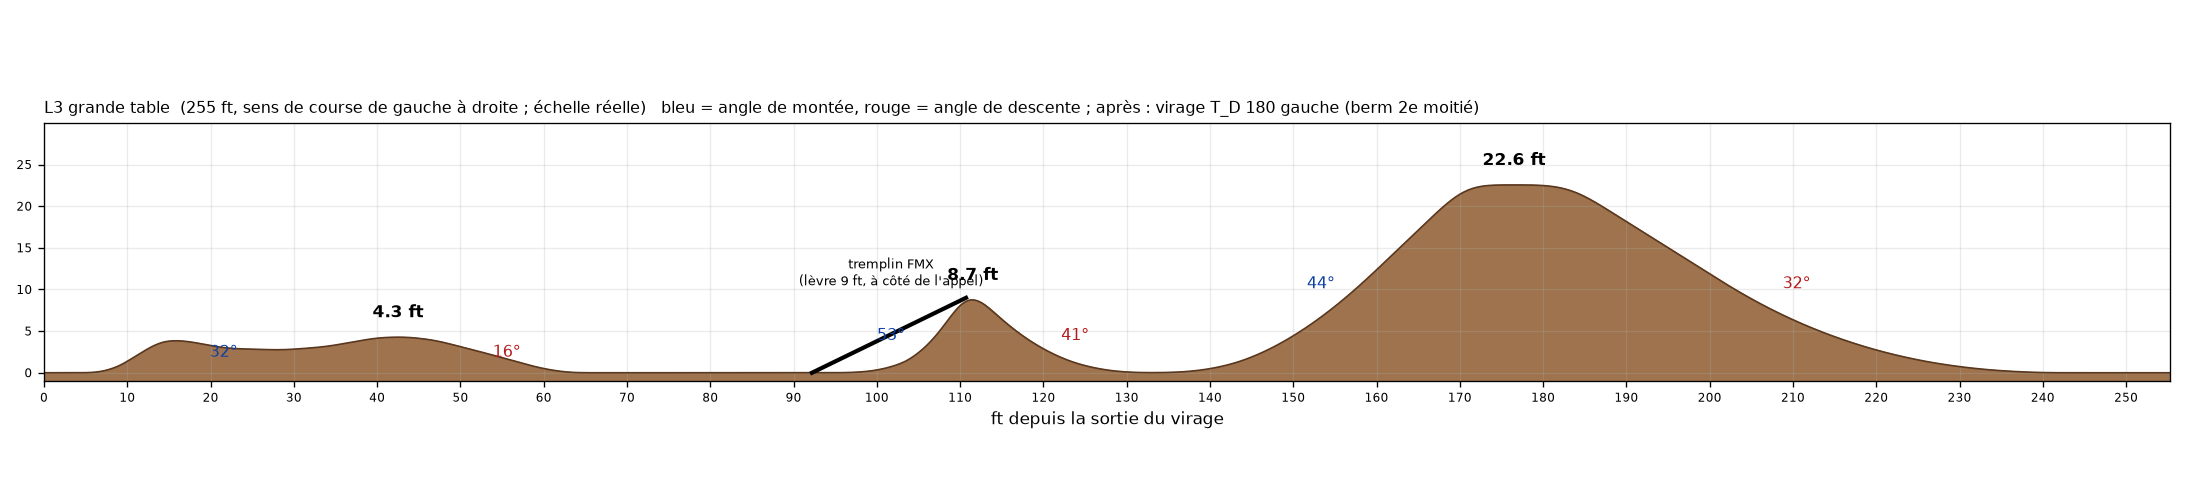 L3 grande table  (255 ft, sens de course de gauche à droite ; échelle réelle)   bleu = angle de montée, rouge = angle de descente ; après : virage T_D 180 gauche (berm 2e moitié)
25
20
15
10
5
0
22.6 ft
tremplin FMX
(lèvre 9 ft, à côté de l'appel)
8.7 ft
4.3 ft
44°
32°
53°
41°
32°
16°
0 10 20 30 40 50 60 70 80 90 100 110 120 130 140 150 160 170 180 190 200 210 220 230 240 250
ft depuis la sortie du virage